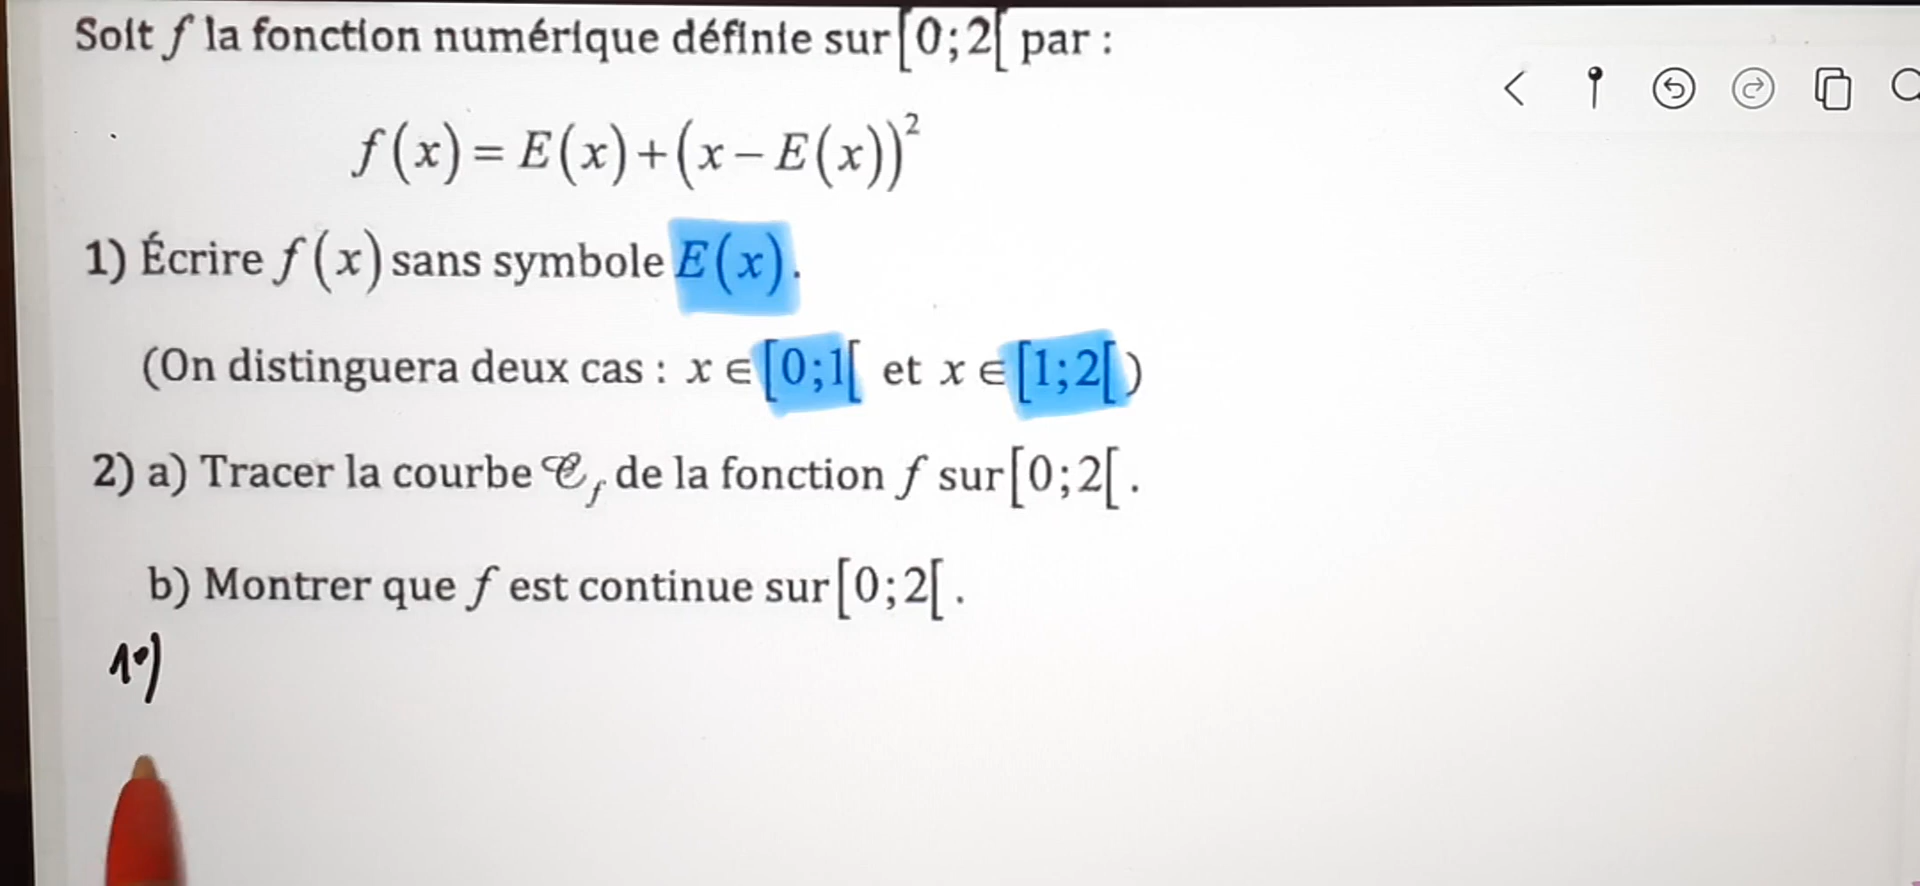 Soit f la fonction numérique définie sur [0;2[ par :
f(x) = E(x)+(x−E(x))²
1) Écrire f(x) sans symbole E(x).
(On distinguera deux cas : x ∈ [0;1[ et x ∈ [1;2[)
2) a) Tracer la courbe 𝒞f de la fonction f sur [0;2[.
b) Montrer que f est continue sur [0;2[.
1°)